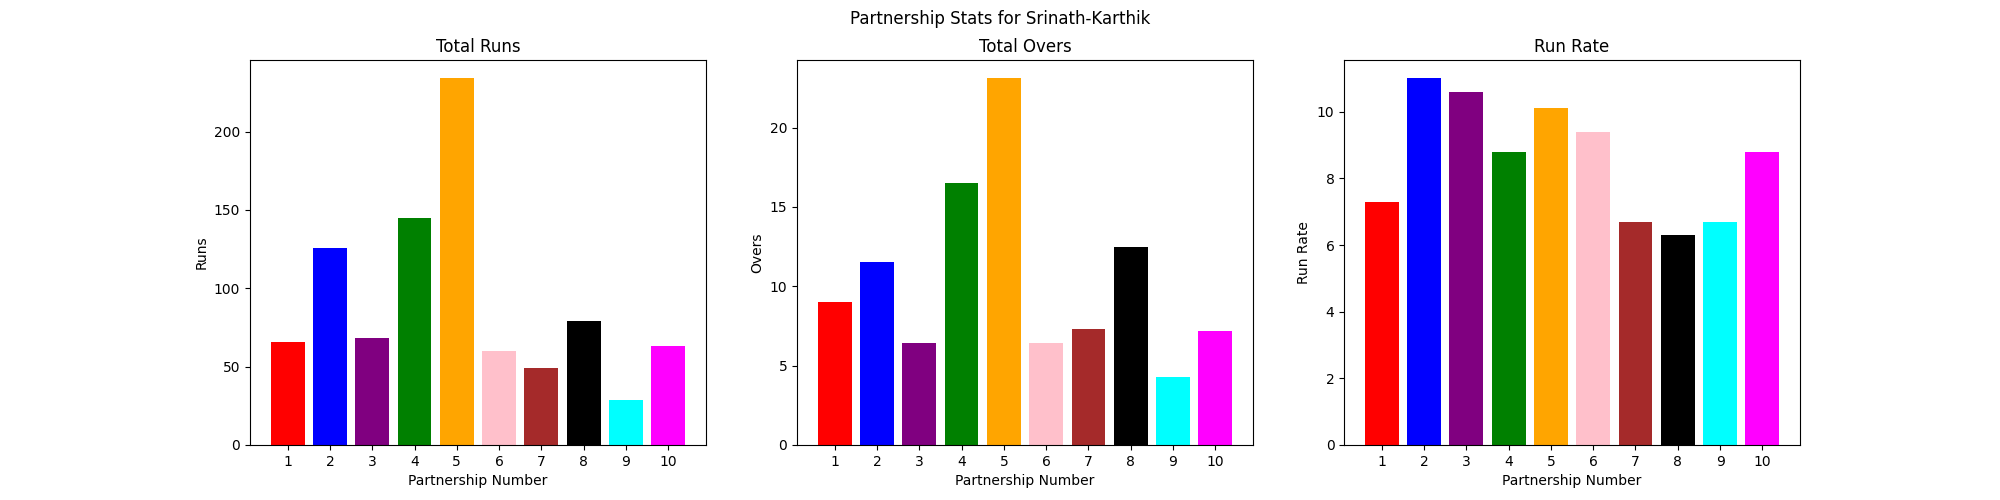 Partnership Stats for Srinath-Karthik
Total Runs
Runs
200
150
100
50
0
1 2 3 4 5 6 7 8 9 10
Partnership Number
Total Overs
Overs
20
15
10
5
0
1 2 3 4 5 6 7 8 9 10
Partnership Number
Run Rate
Run Rate
10
8
6
4
2
0
1 2 3 4 5 6 7 8 9 10
Partnership Number